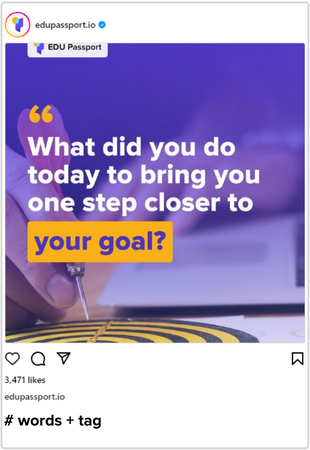 edupassport.io
EDU Passport
“
What did you do
today to bring you
one step closer to
your goal?
3,471 likes
edupassport.io
# words + tag